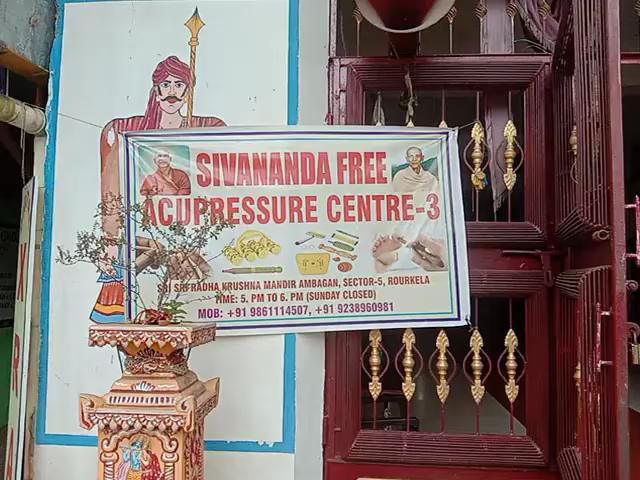 SIVANANDA FREE
ACUPRESSURE CENTRE-3
SRI SRI RADHA KRUSHNA MANDIR AMBAGAN, SECTOR-5, ROURKELA
TIME: 5. PM TO 6. PM (SUNDAY CLOSED)
MOB: +91 9861114507, +91 9238960981